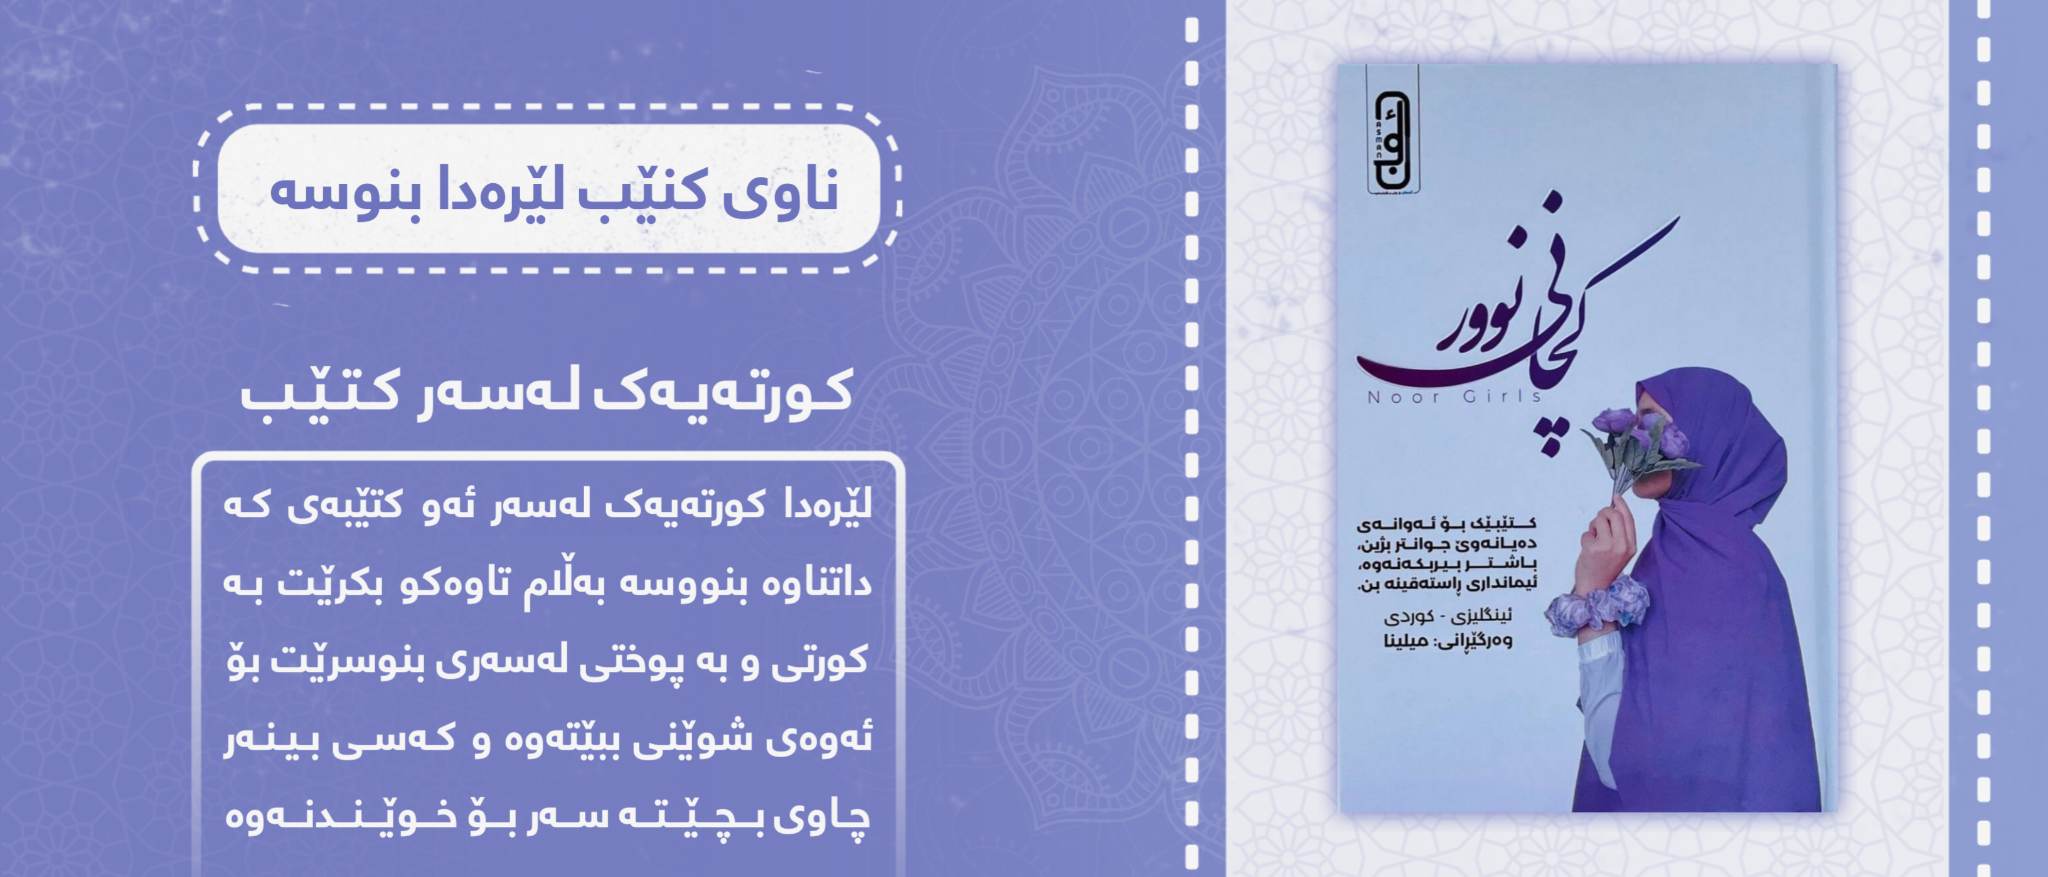 ناوی کنێب لێرەدا بنوسە
کورتەیەک لەسەر کتێب
لێرەدا کورتەیەک لەسەر ئەو کتێبەی کە
داتناوە بنووسە بەڵام تاوەکو بکرێت بە
کورتی و بە پوختی لەسەری بنوسرێت بۆ
ئەوەی شوێنی ببێتەوە و کەسی بینەر
چاوی بچێتە سەر بۆ خوێندنەوە
ASMAN
کچانی نوور
Noor Girls
کتێبێک بۆ ئەوانەی
دەیانەوێ جوانتر بژین،
باشتر بیربکەنەوە،
ئیمانداری ڕاستەقینە بن.
ئینگلیزی - کوردی
وەرگێڕانی: میلینا